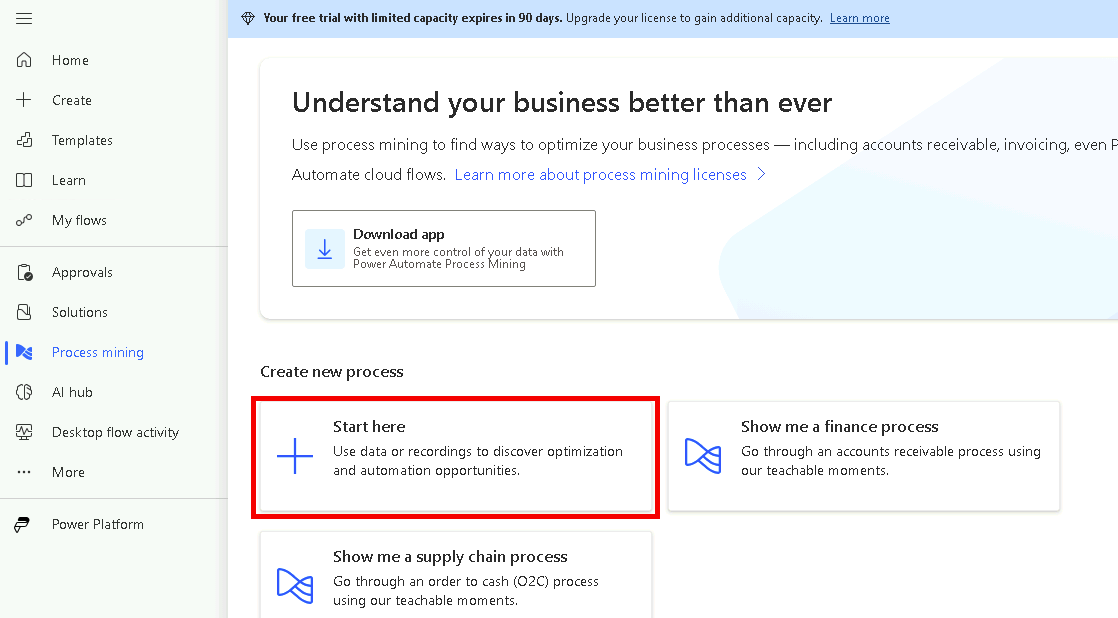 Your free trial with limited capacity expires in 90 days. Upgrade your license to gain additional capacity. Learn more
Home
Create
Templates
Learn
My flows
Approvals
Solutions
Process mining
AI hub
Desktop flow activity
More
Power Platform
Understand your business better than ever
Use process mining to find ways to optimize your business processes — including accounts receivable, invoicing, even P
Automate cloud flows. Learn more about process mining licenses
Download app
Get even more control of your data with
Power Automate Process Mining
Create new process
Start here
Use data or recordings to discover optimization
and automation opportunities.
Show me a finance process
Go through an accounts receivable process using
our teachable moments.
Show me a supply chain process
Go through an order to cash (O2C) process
using our teachable moments.